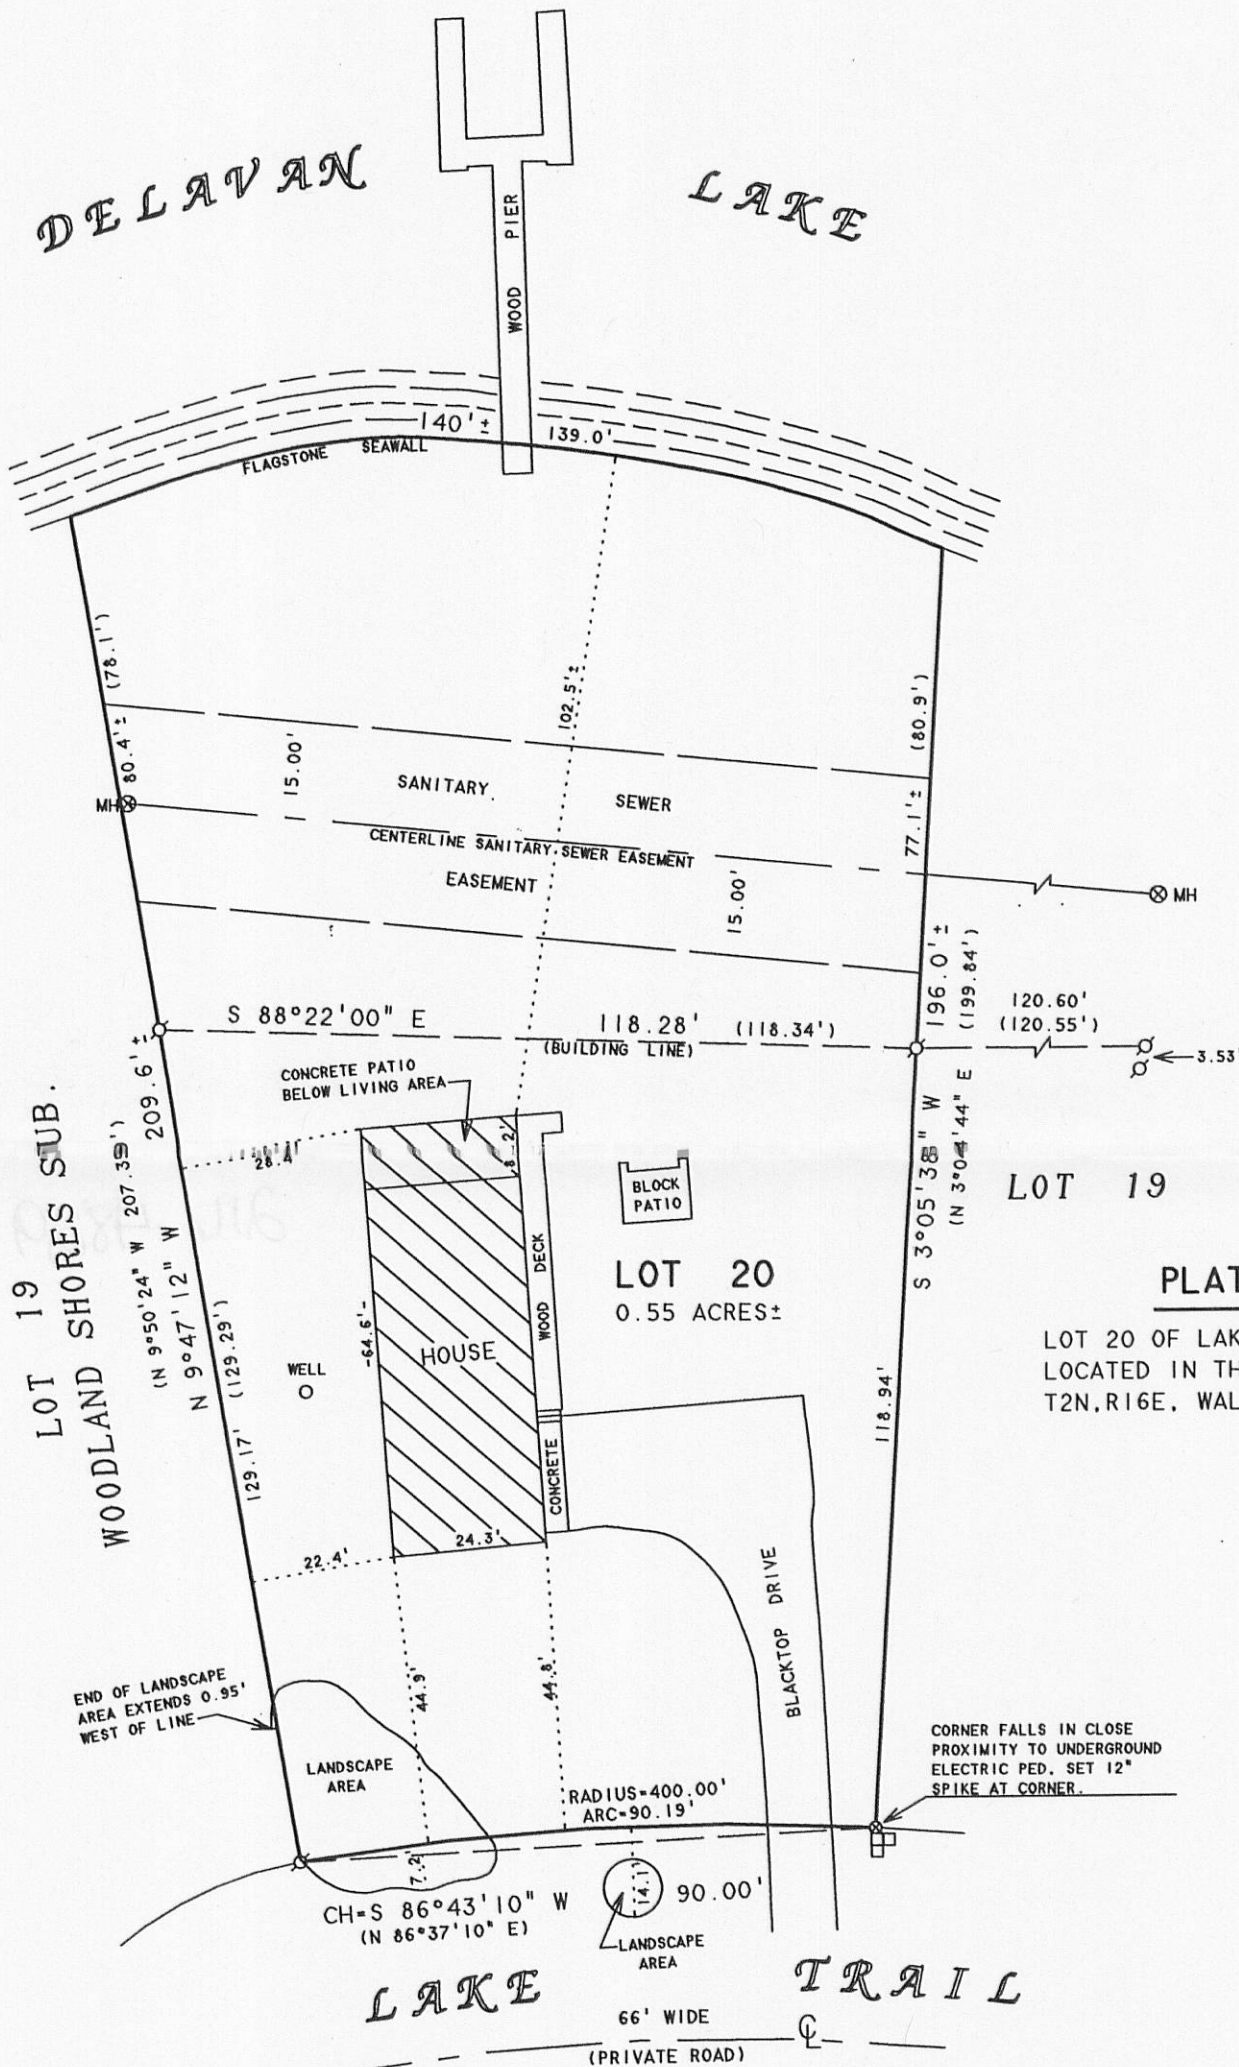 DELAVAN LAKE
WOOD PIER
140'±
139.0'
FLAGSTONE SEAWALL
(78.1')
80.4'±
102.5'±
(80.9')
77.1'±
15.00'
SANITARY SEWER
MH
CENTERLINE SANITARY SEWER EASEMENT
EASEMENT
15.00'
MH
196.0'±
(199.84')
S 88°22'00" E
118.28' (118.34')
(BUILDING LINE)
120.60'
(120.55')
3.53'
CONCRETE PATIO
BELOW LIVING AREA
209.6'±
207.39')
28.4'
8.2'
BLOCK
PATIO
S 3°05'38" W
(N 3°04'44" E
LOT 19
LOT 19
WOODLAND SHORES SUB.
(N 9°50'24" W
N 9°47'12" W
(129.29')
129.17'
LOT 20
0.55 ACRES±
WOOD DECK
64.6'
HOUSE
WELL
118.94'
PLAT
LOT 20 OF LAK
LOCATED IN TH
T2N,R16E, WAL
CONCRETE
24.3'
22.4'
BLACKTOP DRIVE
44.9'
44.8'
END OF LANDSCAPE
AREA EXTENDS 0.95'
WEST OF LINE
LANDSCAPE
AREA
RADIUS=400.00'
ARC=90.19'
CORNER FALLS IN CLOSE
PROXIMITY TO UNDERGROUND
ELECTRIC PED. SET 12"
SPIKE AT CORNER.
7.2'
14.1'
90.00'
CH=S 86°43'10" W
(N 86°37'10" E)
LANDSCAPE
AREA
LAKE TRAIL
66' WIDE
CL
(PRIVATE ROAD)